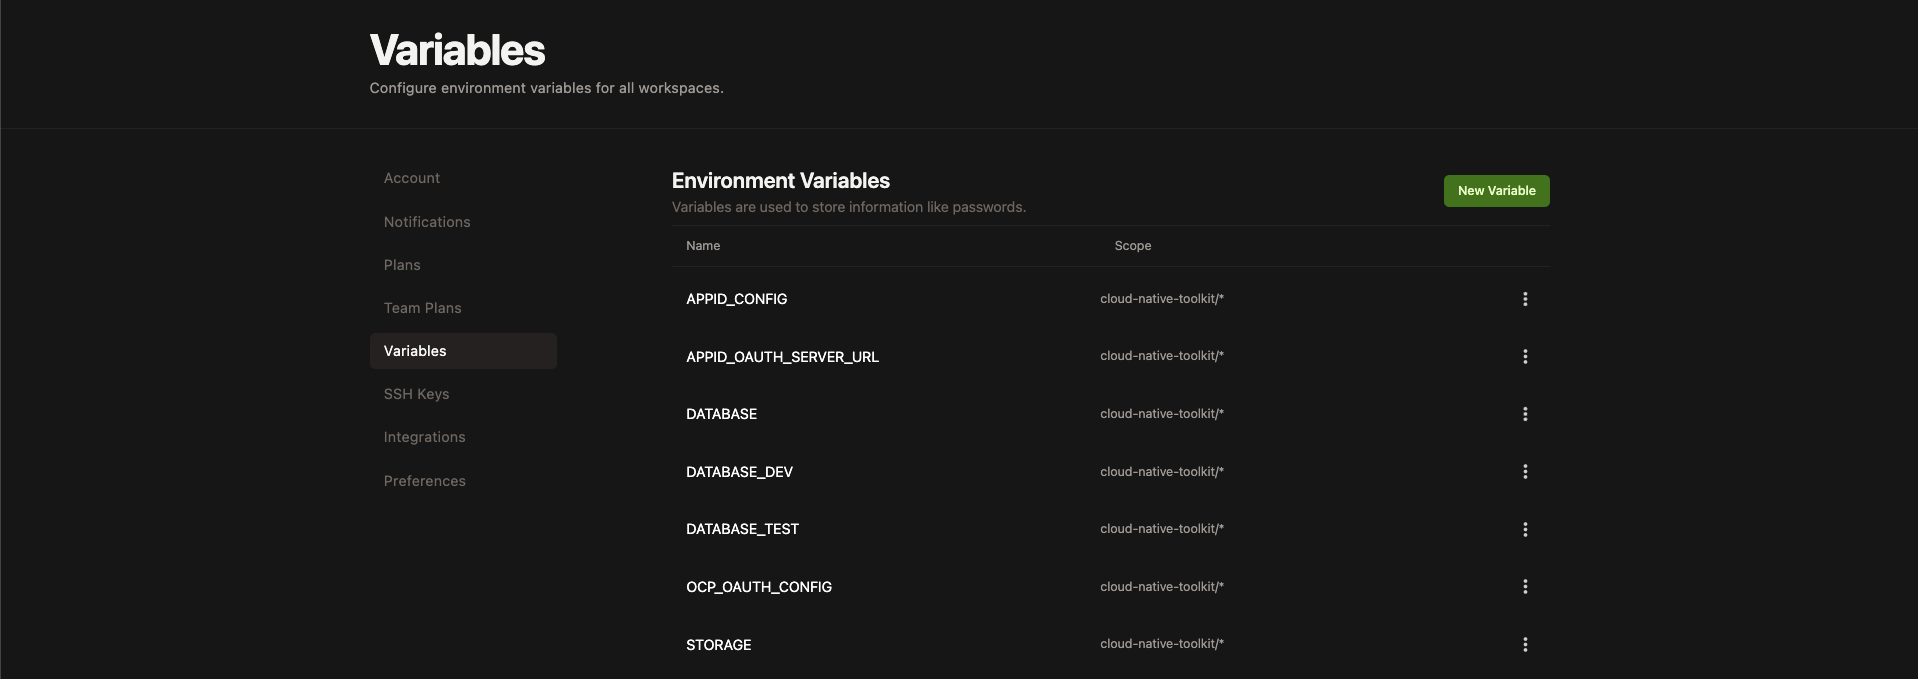 Variables
Configure environment variables for all workspaces.
Account
Notifications
Plans
Team Plans
Variables
SSH Keys
Integrations
Preferences
Environment Variables
Variables are used to store information like passwords.
New Variable
Name Scope
APPID_CONFIG cloud-native-toolkit/*
APPID_OAUTH_SERVER_URL cloud-native-toolkit/*
DATABASE cloud-native-toolkit/*
DATABASE_DEV cloud-native-toolkit/*
DATABASE_TEST cloud-native-toolkit/*
OCP_OAUTH_CONFIG cloud-native-toolkit/*
STORAGE cloud-native-toolkit/*